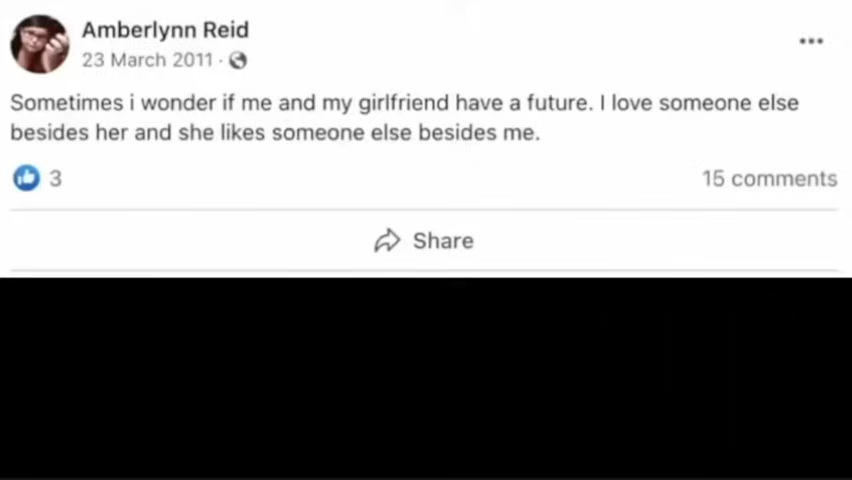 Amberlynn Reid
23 March 2011 ·
Sometimes i wonder if me and my girlfriend have a future. I love someone else
besides her and she likes someone else besides me.
3
15 comments
Share